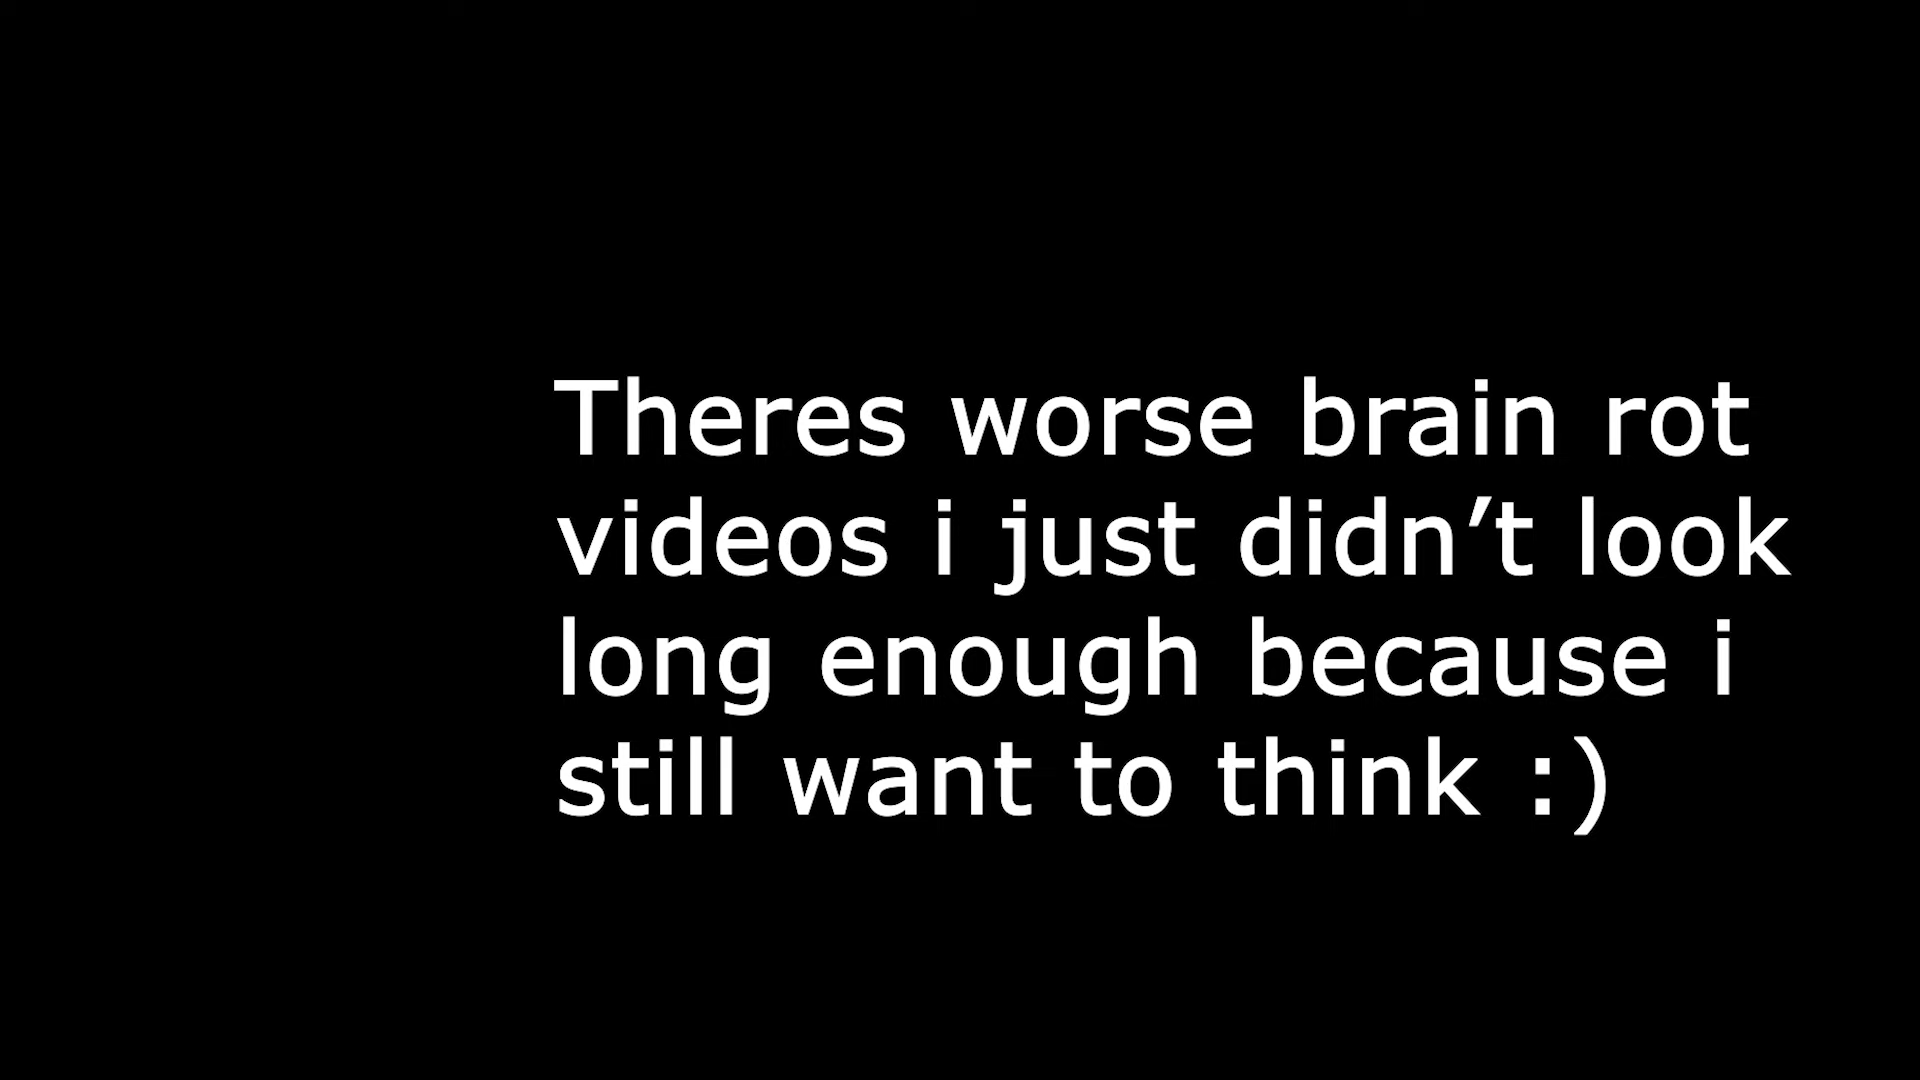 Theres worse brain rot
videos i just didn’t look
long enough because i
still want to think :)